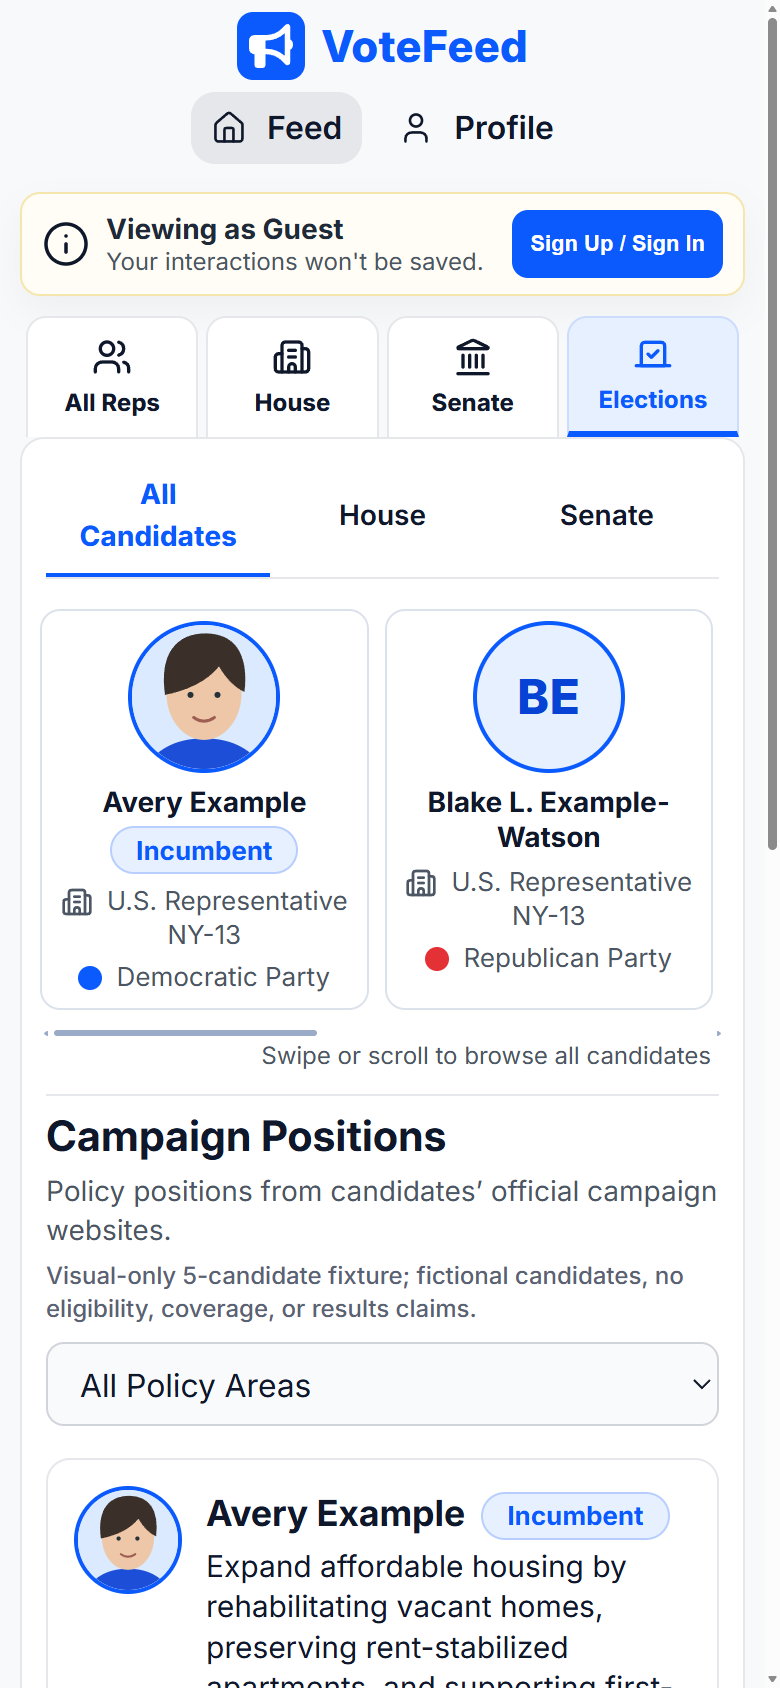 VoteFeed
Feed
Profile
Viewing as Guest
Your interactions won't be saved.
Sign Up / Sign In
All Reps
House
Senate
Elections
All
Candidates
House
Senate
Avery Example
Incumbent
U.S. Representative
NY-13
Democratic Party
BE
Blake L. Example-
Watson
U.S. Representative
NY-13
Republican Party
Swipe or scroll to browse all candidates
Campaign Positions
Policy positions from candidates’ official campaign
websites.
Visual-only 5-candidate fixture; fictional candidates, no
eligibility, coverage, or results claims.
All Policy Areas
Avery Example
Incumbent
Expand affordable housing by
rehabilitating vacant homes,
preserving rent-stabilized
apartments, and supporting first-